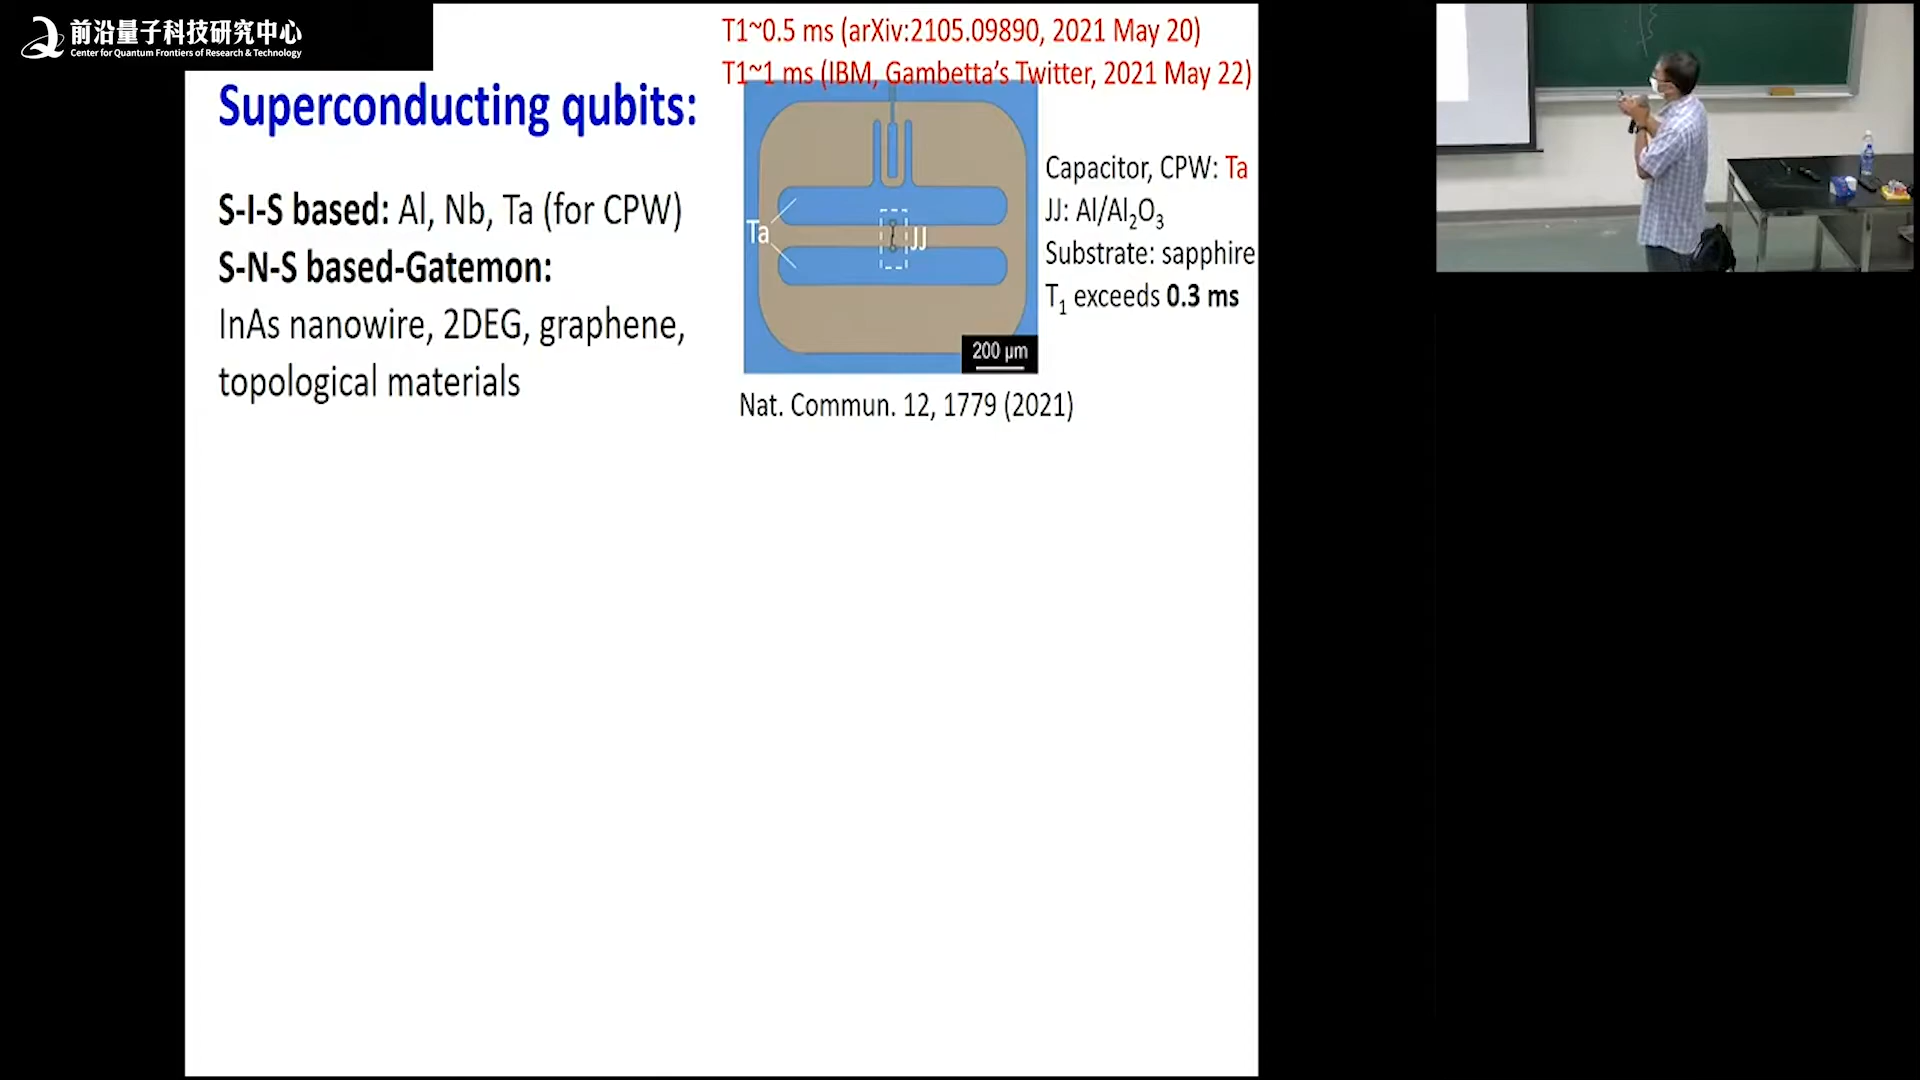 前沿量子科技研究中心
Center for Quantum Frontiers of Research & Technology
T1~0.5 ms (arXiv:2105.09890, 2021 May 20)
T1~1 ms (IBM, Gambetta’s Twitter, 2021 May 22)
Superconducting qubits:
S-I-S based: Al, Nb, Ta (for CPW)
S-N-S based-Gatemon:
InAs nanowire, 2DEG, graphene,
topological materials
Ta
JJ
200 μm
Capacitor, CPW: Ta
JJ: Al/Al₂O₃
Substrate: sapphire
T₁ exceeds 0.3 ms
Nat. Commun. 12, 1779 (2021)